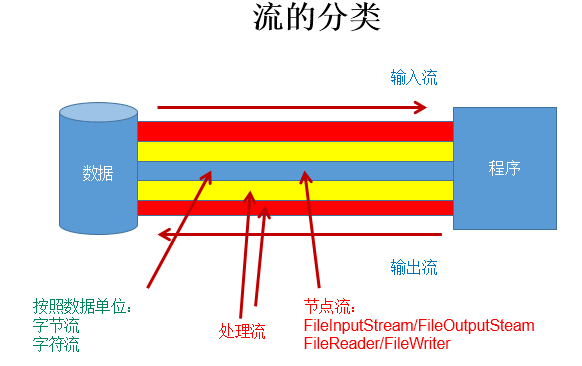 流的分类
输入流
数据
程序
输出流
按照数据单位：
字节流
字符流
处理流
节点流：
FileInputStream/FileOutputSteam
FileReader/FileWriter